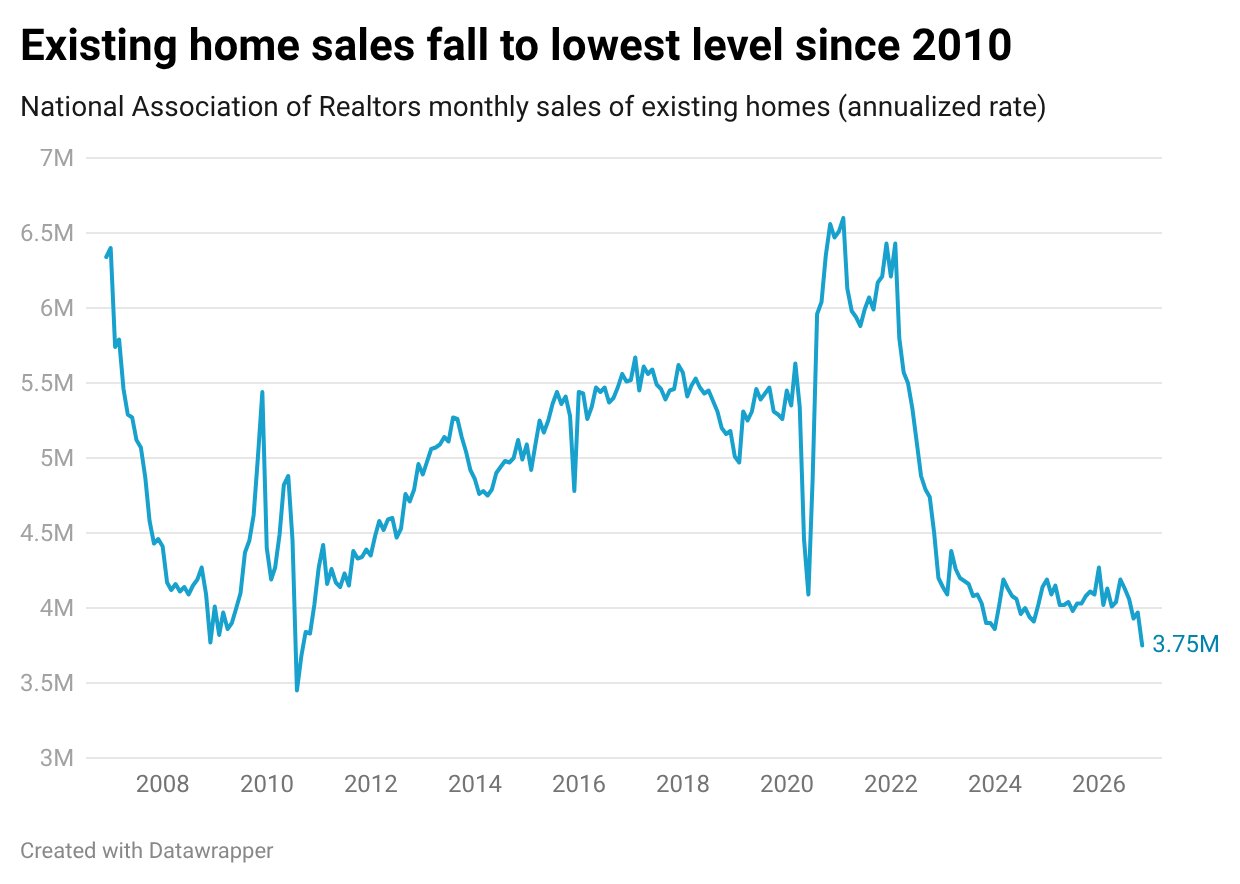 Existing home sales fall to lowest level since 2010
National Association of Realtors monthly sales of existing homes (annualized rate)
7M
6.5M
6M
5.5M
5M
4.5M
4M
3.75M
3.5M
3M
2008 2010 2012 2014 2016 2018 2020 2022 2024 2026
Created with Datawrapper